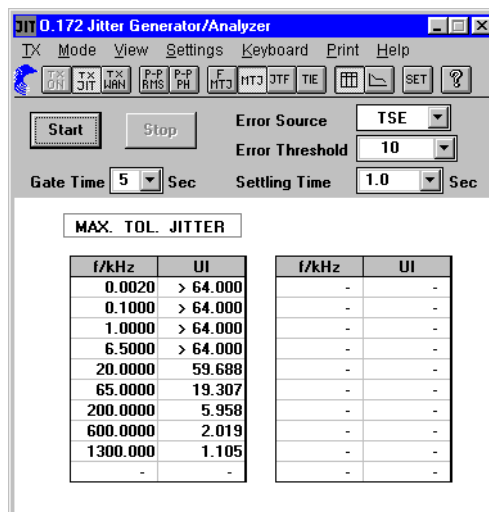 JIT O.172 Jitter Generator/Analyzer
TX Mode View Settings Keyboard Print Help
TX ON TX JIT TX WAN P-P RMS P-P PH F MTJ MTJ JTF TIE SET ?
Start Stop Error Source TSE
Error Threshold 10
Gate Time 5 Sec Settling Time 1.0 Sec
MAX. TOL. JITTER
f/kHz UI f/kHz UI
0.0020 > 64.000 - -
0.1000 > 64.000 - -
1.0000 > 64.000 - -
6.5000 > 64.000 - -
20.0000 59.688 - -
65.0000 19.307 - -
200.0000 5.958 - -
600.0000 2.019 - -
1300.000 1.105 - -
- - - -